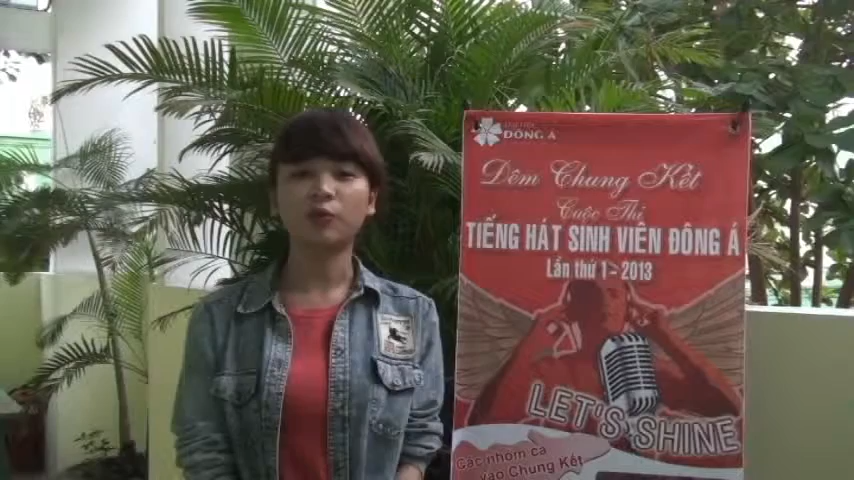 ĐÔNG Á
Đêm Chung Kết
Cuộc Thi
TIẾNG HÁT SINH VIÊN ĐÔNG Á
Lần thứ 1 - 2013
LET'S SHINE
Các nhóm ca
vào Chung Kết